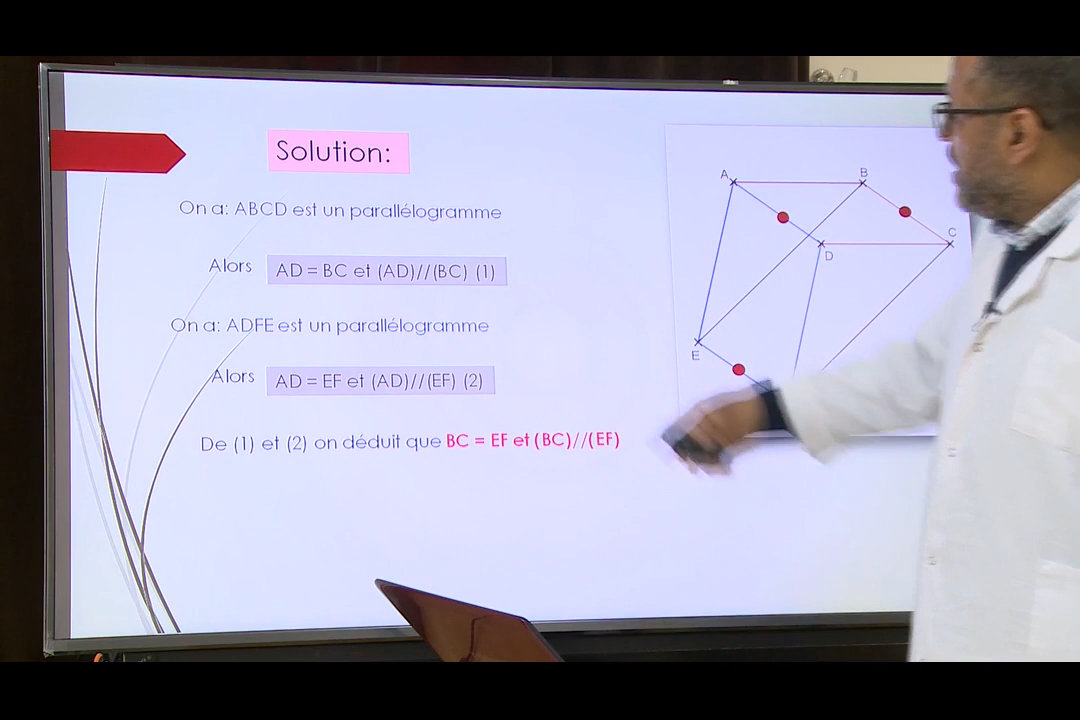 Solution:
On a: ABCD est un parallélogramme
Alors AD = BC et (AD)//(BC) (1)
On a: ADFE est un parallélogramme
Alors AD = EF et (AD)//(EF) (2)
De (1) et (2) on déduit que BC = EF et (BC)//(EF)
A
B
C
D
E